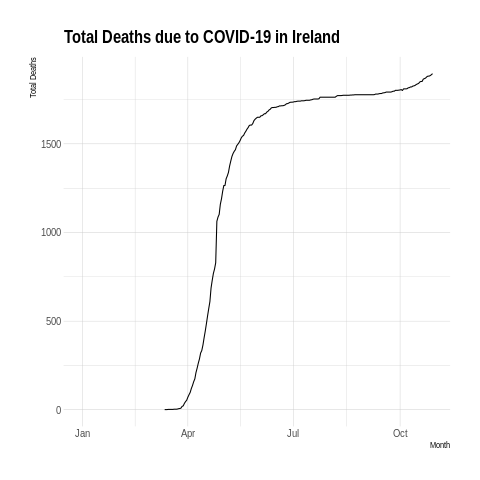 Total Deaths due to COVID-19 in Ireland
Total Deaths
1500
1000
500
0
Jan Apr Jul Oct
Month